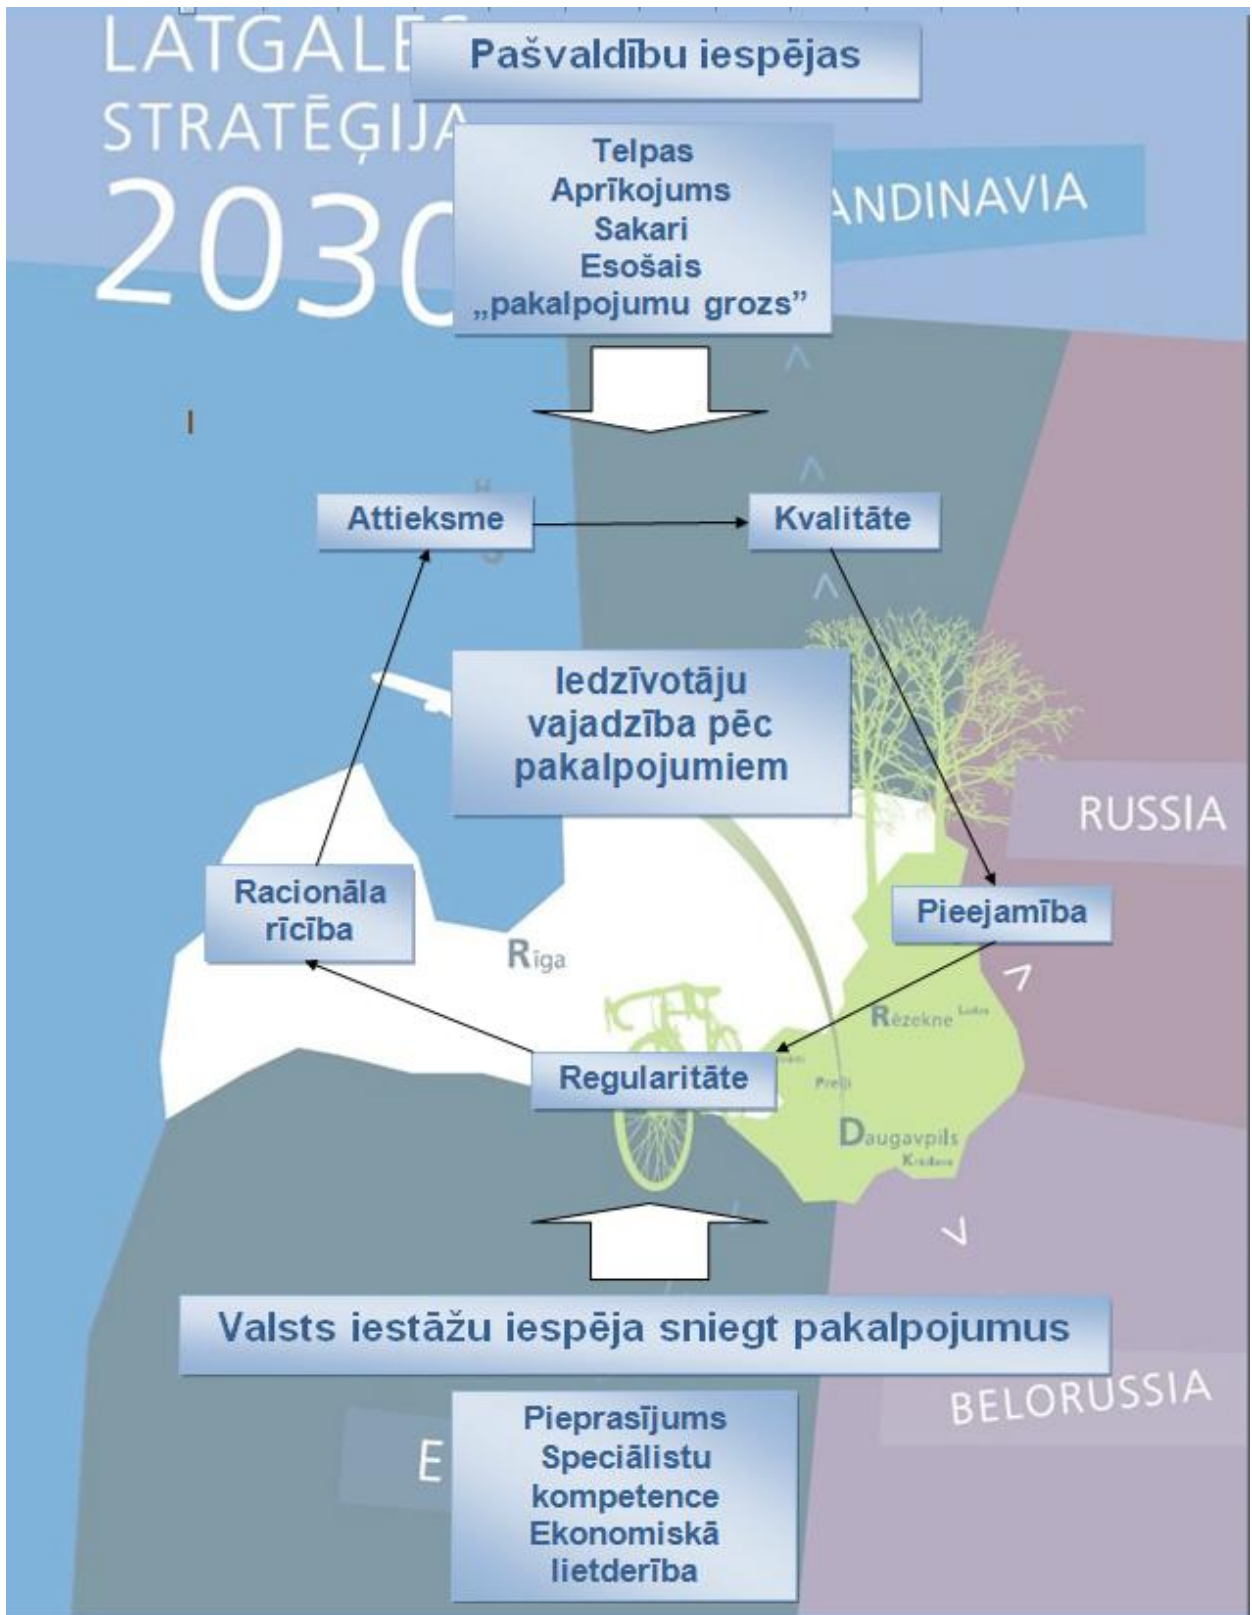 LATGALES
STRATĒĢIJA
2030
Pašvaldību iespējas
Telpas
Aprīkojums
Sakari
Esošais
„pakalpojumu grozs”
ANDINAVIA
Attieksme
Kvalitāte
Iedzīvotāju
vajadzība pēc
pakalpojumiem
RUSSIA
Racionāla
rīcība
Pieejamība
Rīga
Rēzekne
Regularitāte
Preiļi
Daugavpils
Valsts iestāžu iespēja sniegt pakalpojumus
BELORUSSIA
E
Pieprasījums
Speciālistu
kompetence
Ekonomiskā
lietderība